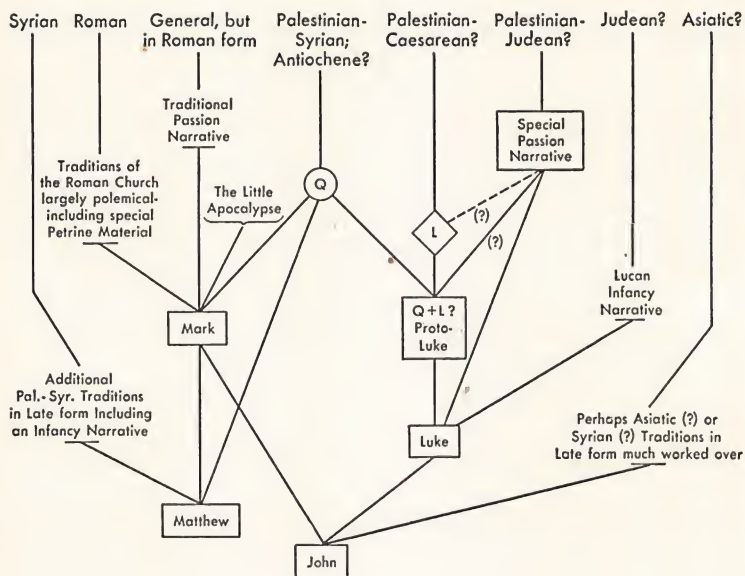 Syrian
Roman
General, but
in Roman form
Palestinian-
Syrian;
Antiochene?
Palestinian-
Caesarean?
Palestinian-
Judean?
Judean?
Asiatic?
Traditional
Passion
Narrative
Special
Passion
Narrative
Traditions of
the Roman Church
largely polemical-
including special
Petrine Material
The Little
Apocalypse
Q
L
(?)
(?)
Lucan
Infancy
Narrative
Mark
Q+L?
Proto-
Luke
Additional
Pal.-Syr. Traditions
in Late form Including
an Infancy Narrative
Luke
Perhaps Asiatic (?) or
Syrian (?) Traditions in
Late form much worked over
Matthew
John